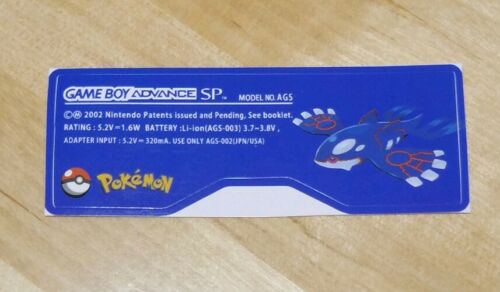 GAME BOY ADVANCE SP™ MODEL NO. AGS
©Ⓜ 2002 Nintendo Patents issued and Pending, See bookiet.
RATING : 5.2V⎓1.6W BATTERY :Li-ion(AGS-003) 3.7~3.8V ,
ADAPTER INPUT : 5.2V⎓320mA. USE ONLY AGS-002(JPN/USA)
POKéMON